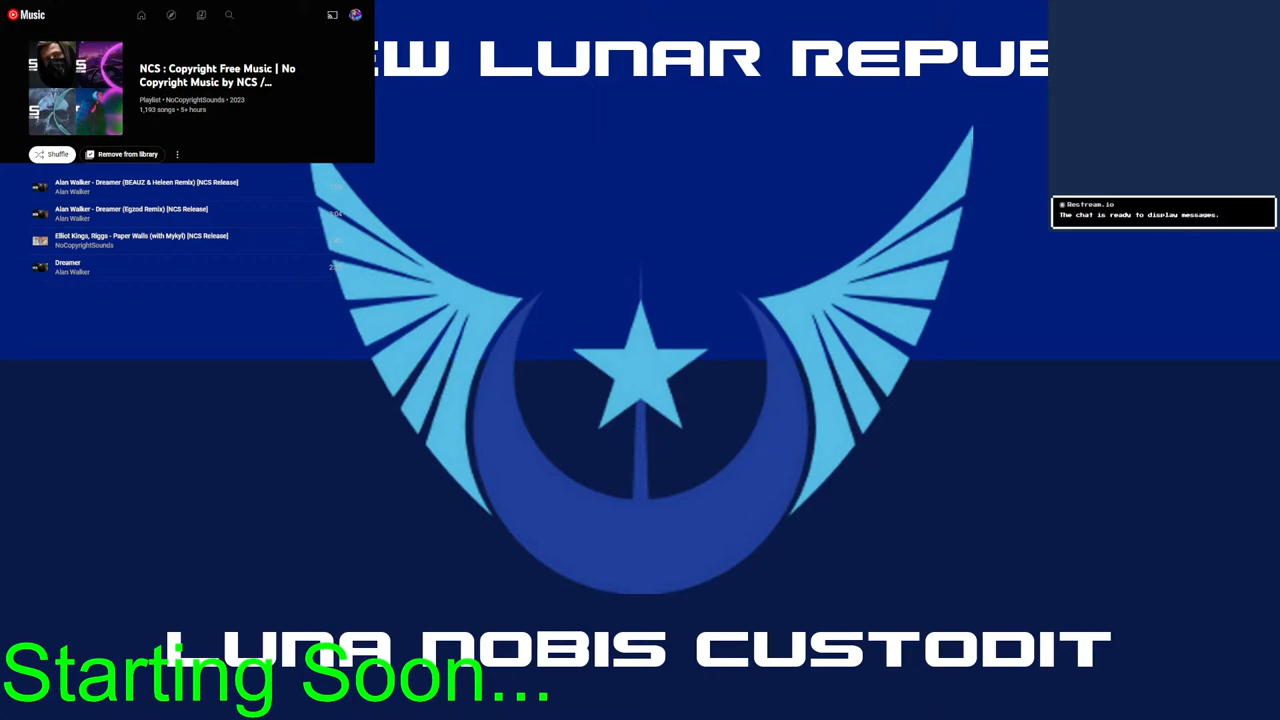 Music
NCS : Copyright Free Music | No
Copyright Music by NCS /...
Playlist • NoCopyrightSounds • 2023
1,193 songs • 5+ hours
Shuffle
Remove from library
Alan Walker - Dreamer (BEAUZ & Heleen Remix) [NCS Release]
Alan Walker
Alan Walker - Dreamer (Egzod Remix) [NCS Release]
Alan Walker
Elliot Kings, Riggs - Paper Walls (with Mykyl) [NCS Release]
NoCopyrightSounds
Dreamer
Alan Walker
EW LUNAR REPUB
Restream.io
The chat is ready to display messages.
LUNA NOBIS CUSTODIT
Starting Soon...